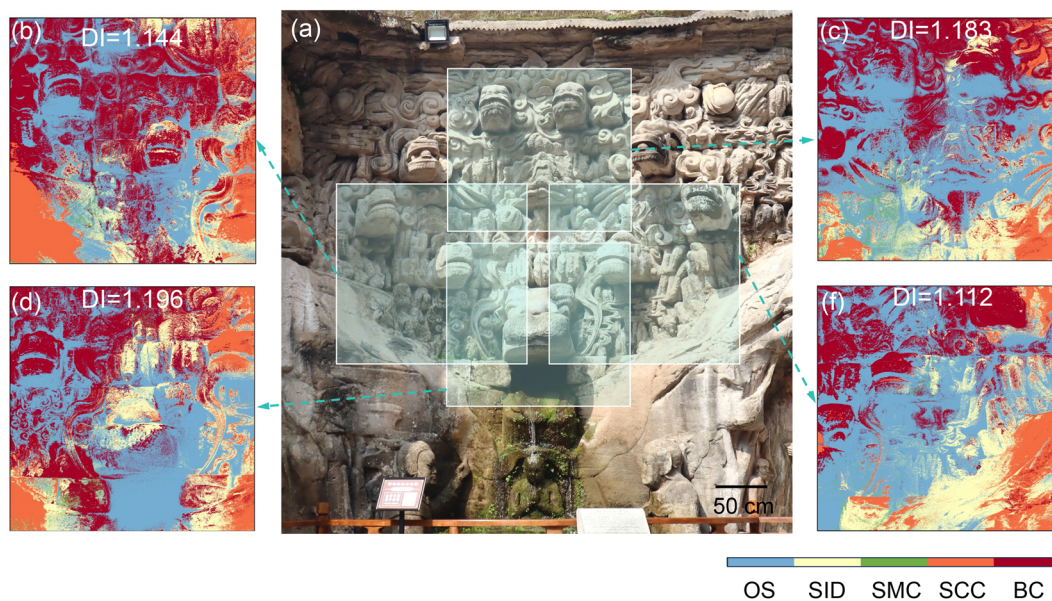 (b)
DI=1.144
(a)
(c)
DI=1.183
(d)
DI=1.196
(f)
DI=1.112
50 cm
OS SID SMC SCC BC